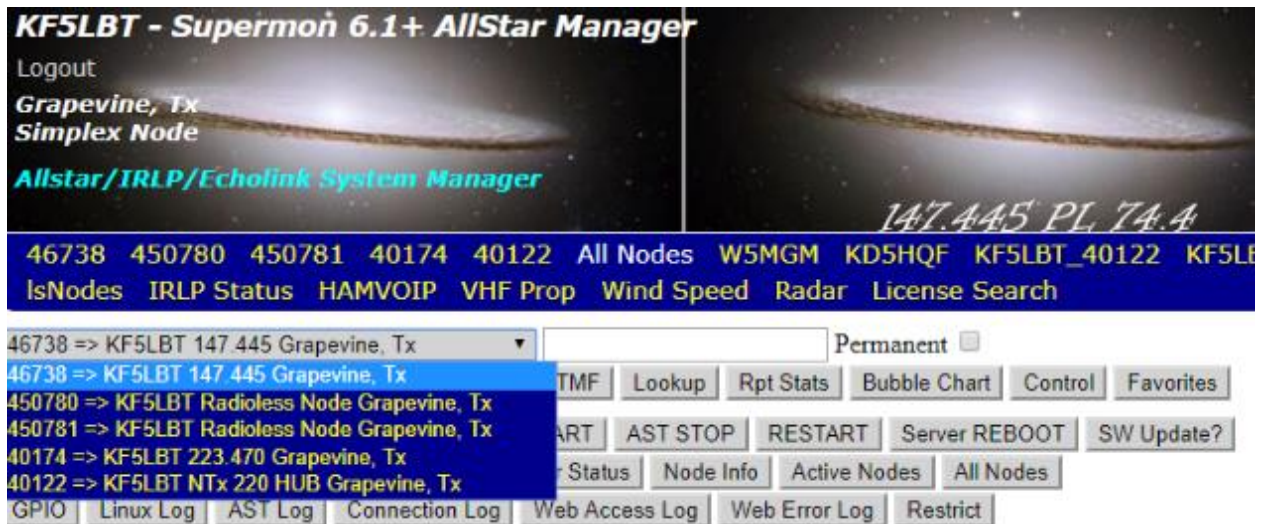 KF5LBT - Supermon 6.1+ AllStar Manager
Logout
Grapevine, Tx
Simplex Node
Allstar/IRLP/Echolink System Manager
147.445 PL 74.4
46738 450780 450781 40174 40122 All Nodes W5MGM KD5HQF KF5LBT_40122
lsNodes IRLP Status HAMVOIP VHF Prop Wind Speed Radar License Search
46738 => KF5LBT 147.445 Grapevine, Tx Permanent
46738 => KF5LBT 147.445 Grapevine, Tx
TMF Lookup Rpt Stats Bubble Chart Control Favorites
450780 => KF5LBT Radioless Node Grapevine, Tx
450781 => KF5LBT Radioless Node Grapevine, Tx
ART AST STOP RESTART Server REBOOT SW Update?
40174 => KF5LBT 223.470 Grapevine, Tx
Status Node Info Active Nodes All Nodes
40122 => KF5LBT NTx 220 HUB Grapevine, Tx
GPIO Linux Log AST Log Connection Log Web Access Log Web Error Log Restrict